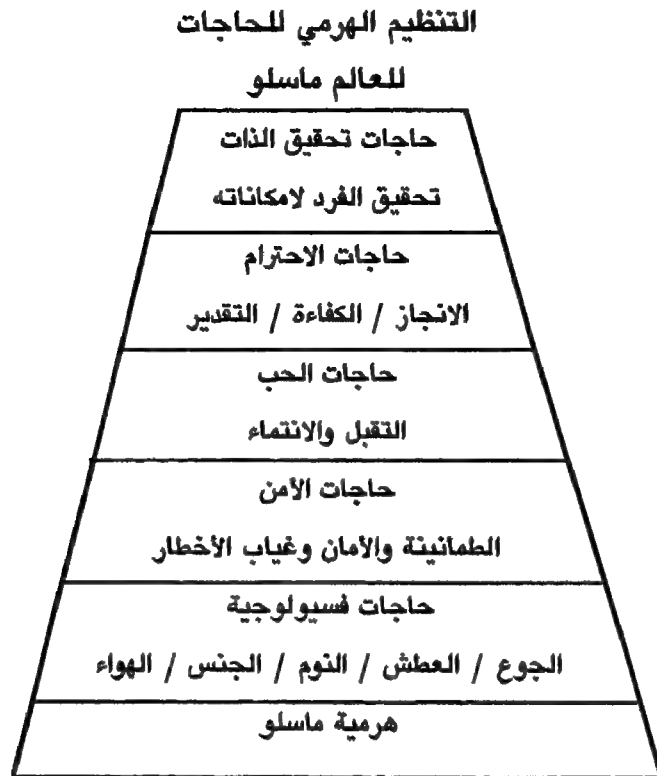 التنظيم الهرمي للحاجات
للعالم ماسلو
حاجات تحقيق الذات
تحقيق الفرد لامكاناته
حاجات الاحترام
الانجاز / الكفاءة / التقدير
حاجات الحب
التقبل والانتماء
حاجات الأمن
الطمانينة والأمان وغياب الأخطار
حاجات فسيولوجية
الجوع / العطش / النوم / الجنس / الهواء
هرمية ماسلو